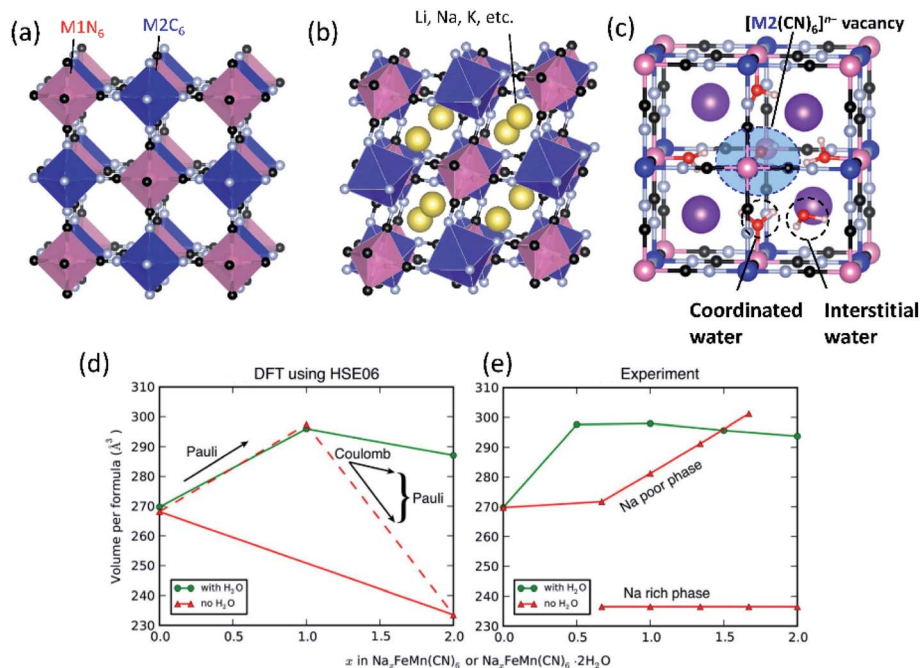 (a)
M1N₆
M2C₆
(b)
Li, Na, K, etc.
(c)
[M2(CN)₆]ⁿ⁻ vacancy
Coordinated
water
Interstitial
water
(d)
DFT using HSE06
310
300
290
280
270
260
250
240
230
Volume per formula (Å³)
Pauli
Coulomb
Pauli
with H₂O
no H₂O
0.0
0.5
1.0
1.5
2.0
(e)
Experiment
310
300
290
280
270
260
250
240
230
Na poor phase
Na rich phase
with H₂O
no H₂O
0.0
0.5
1.0
1.5
2.0
x in NaₓFeMn(CN)₆ or NaₓFeMn(CN)₆ ·2H₂O